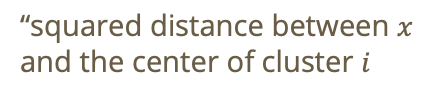 “squared distance between x
and the center of cluster i